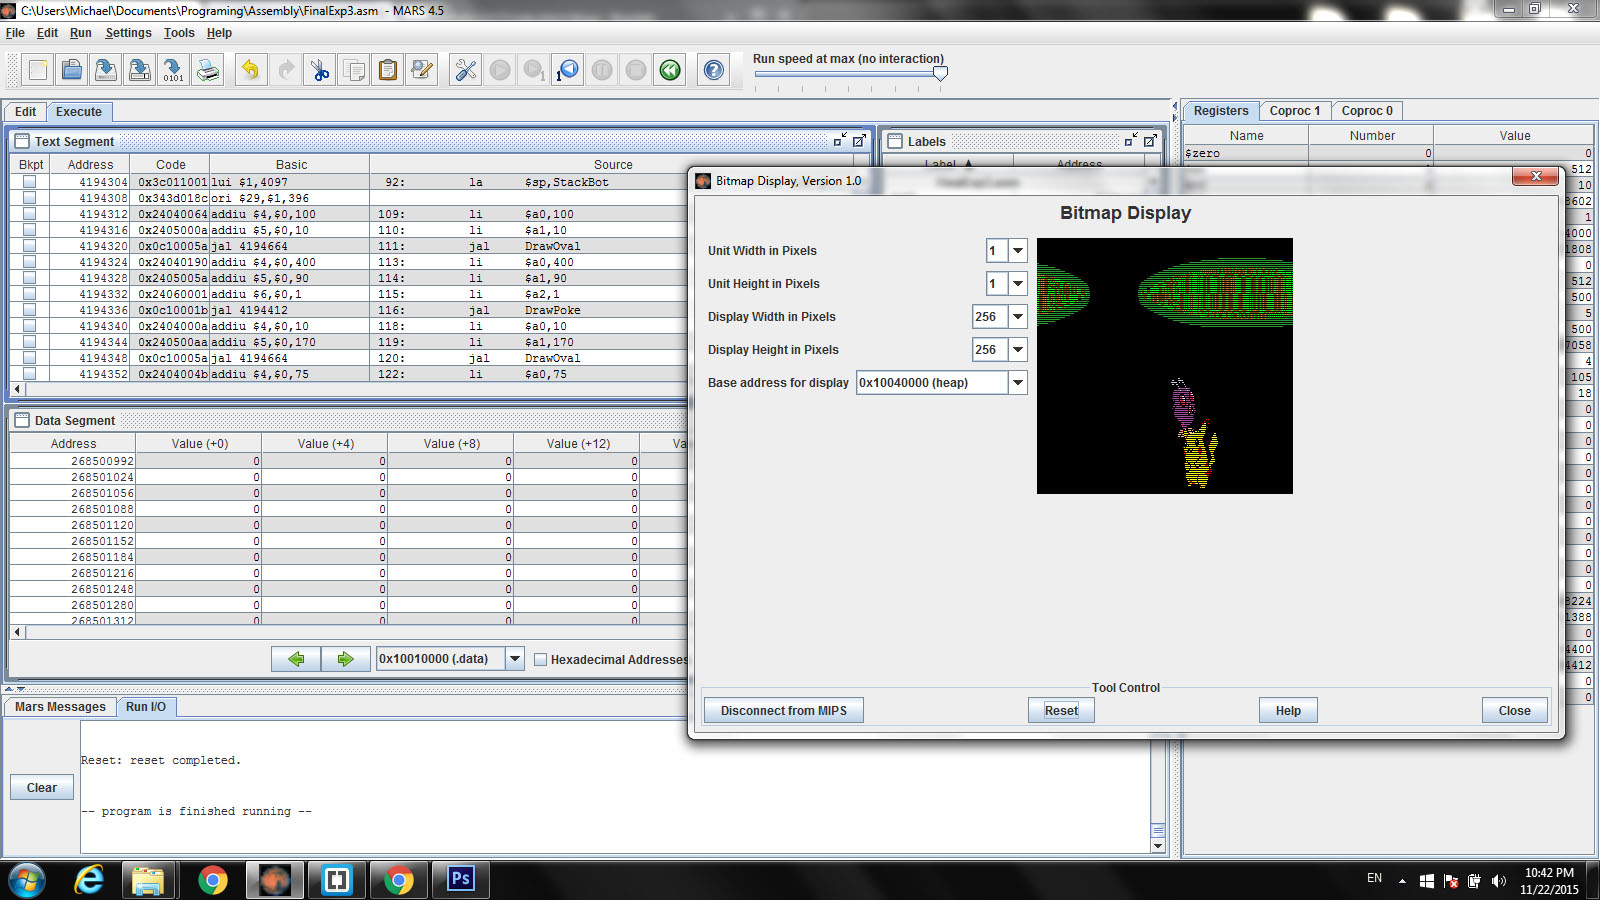 C:\Users\Michael\Documents\Programing\Assembly\FinalExp3.asm - MARS 4.5
File Edit Run Settings Tools Help
Run speed at max (no interaction)
Edit Execute
Text Segment
Bkpt Address Code Basic Source
4194304 0x3c011001 lui $1,4097 92: la $sp,StackBot
4194308 0x343d018c ori $29,$1,396
4194312 0x24040064 addiu $4,$0,100 109: li $a0,100
4194316 0x2405000a addiu $5,$0,10 110: li $a1,10
4194320 0x0c10005a jal 4194664 111: jal DrawOval
4194324 0x24040190 addiu $4,$0,400 113: li $a0,400
4194328 0x2405005a addiu $5,$0,90 114: li $a1,90
4194332 0x24060001 addiu $6,$0,1 115: li $a2,1
4194336 0x0c10001b jal 4194412 116: jal DrawPoke
4194340 0x2404000a addiu $4,$0,10 118: li $a0,10
4194344 0x240500aa addiu $5,$0,170 119: li $a1,170
4194348 0x0c10005a jal 4194664 120: jal DrawOval
4194352 0x2404004b addiu $4,$0,75 122: li $a0,75
Labels
Label ▲ Address
Data Segment
Address Value (+0) Value (+4) Value (+8) Value (+12) Va
268500992 0 0 0 0
268501024 0 0 0 0
268501056 0 0 0 0
268501088 0 0 0 0
268501120 0 0 0 0
268501152 0 0 0 0
268501184 0 0 0 0
268501216 0 0 0 0
268501248 0 0 0 0
268501280 0 0 0 0
268501312 0 0 0 0
0x10010000 (.data) Hexadecimal Addresses
Mars Messages Run I/O
Reset: reset completed.
-- program is finished running --
Clear
Registers Coproc 1 Coproc 0
Name Number Value
$zero 0 0
512
10
8602
1
4000
1808
0
512
500
5
500
7058
4
105
18
0
0
0
0
0
0
0
0
0
0
0
8224
1388
0
4400
4412
0
0
Bitmap Display, Version 1.0
Bitmap Display
Unit Width in Pixels 1
Unit Height in Pixels 1
Display Width in Pixels 256
Display Height in Pixels 256
Base address for display 0x10040000 (heap)
Tool Control
Disconnect from MIPS Reset Help Close
Ps
EN
10:42 PM
11/22/2015